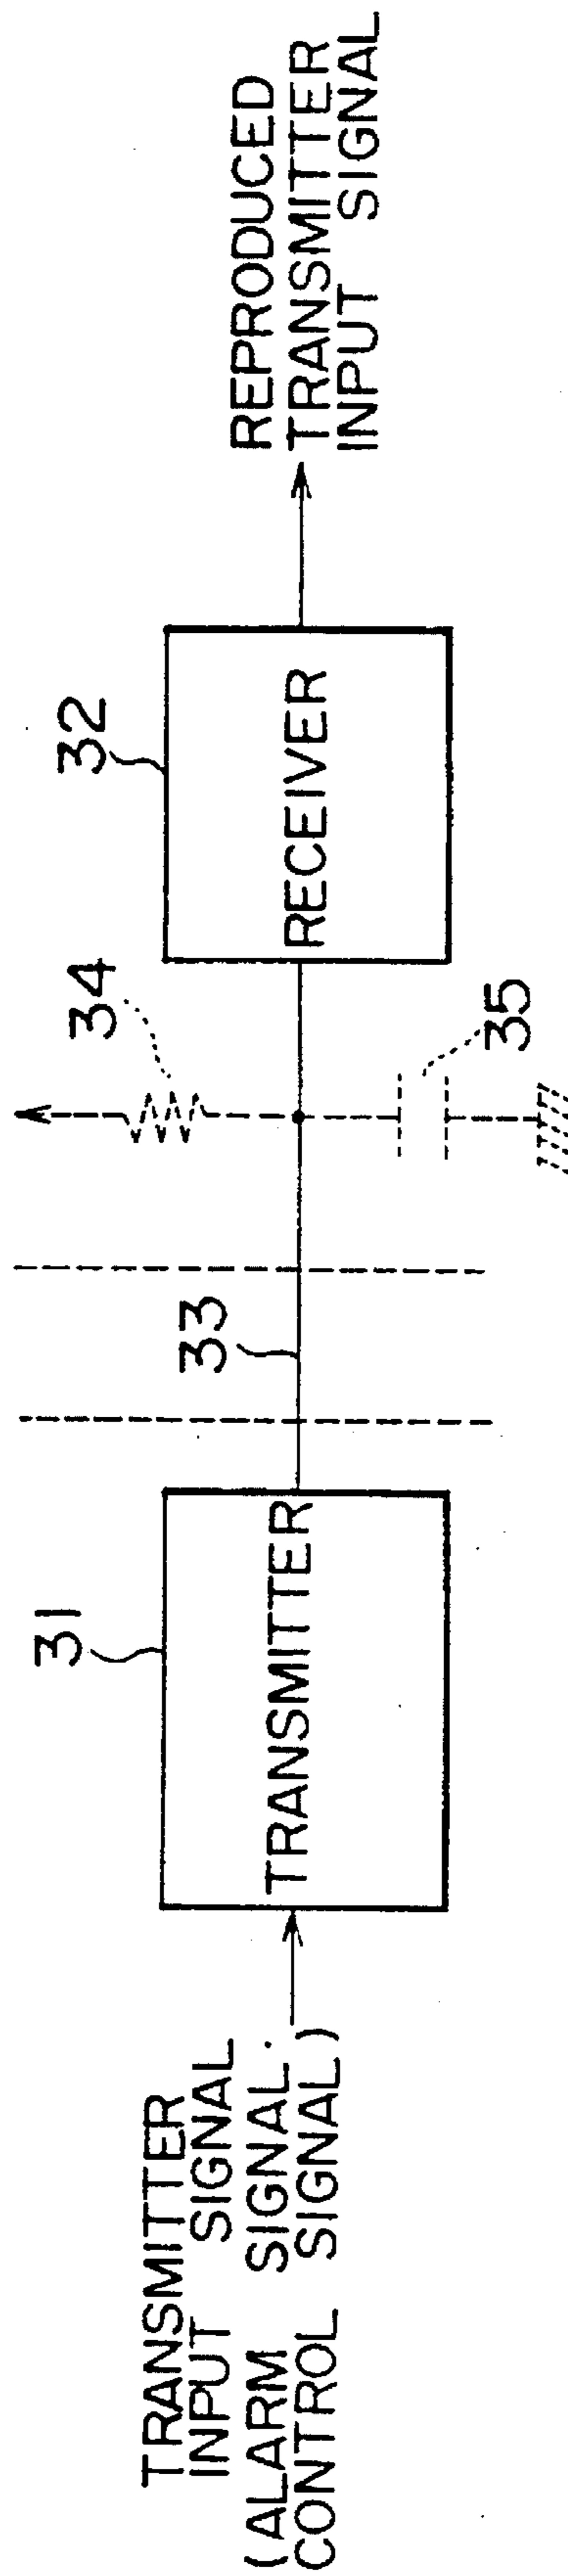 TRANSMITTER
INPUT SIGNAL
(ALARM SIGNAL.
CONTROL SIGNAL)
31
TRANSMITTER
33
34
35
32
RECEIVER
REPRODUCED
TRANSMITTER
INPUT SIGNAL